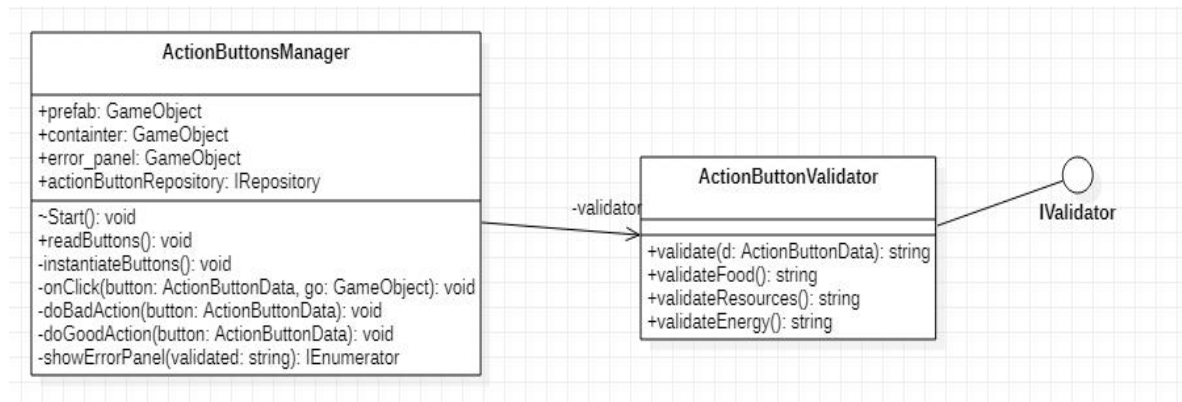 ActionButtonsManager
+prefab: GameObject
+containter: GameObject
+error_panel: GameObject
+actionButtonRepository: IRepository
~Start(): void
+readButtons(): void
-instantiateButtons(): void
-onClick(button: ActionButtonData, go: GameObject): void
-doBadAction(button: ActionButtonData): void
-doGoodAction(button: ActionButtonData): void
-showErrorPanel(validated: string): IEnumerator
-validator
ActionButtonValidator
+validate(d: ActionButtonData): string
+validateFood(): string
+validateResources(): string
+validateEnergy(): string
IValidator